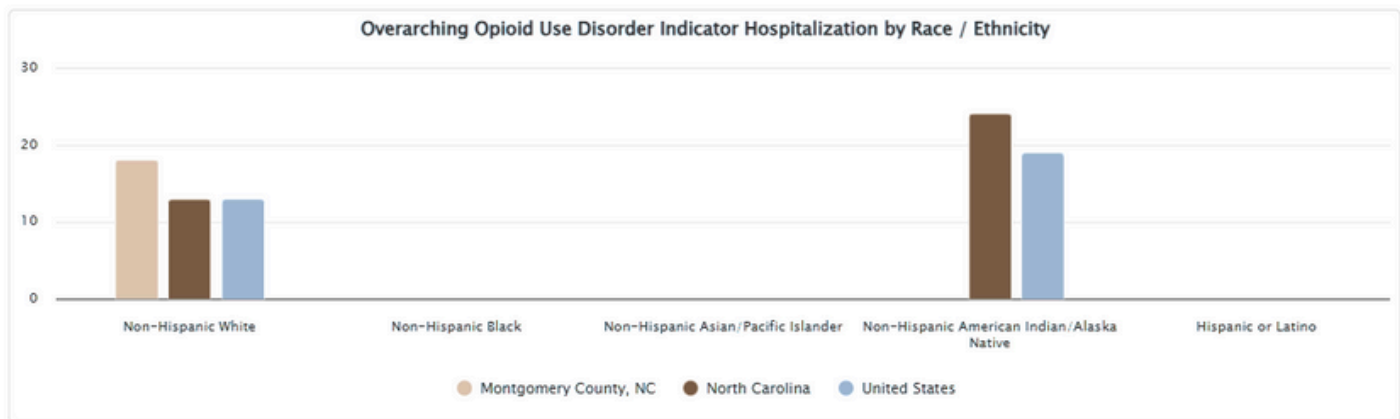 Overarching Opioid Use Disorder Indicator Hospitalization by Race / Ethnicity
30
20
10
0
Non-Hispanic White
Non-Hispanic Black
Non-Hispanic Asian/Pacific Islander
Non-Hispanic American Indian/Alaska
Native
Hispanic or Latino
Montgomery County, NC
North Carolina
United States